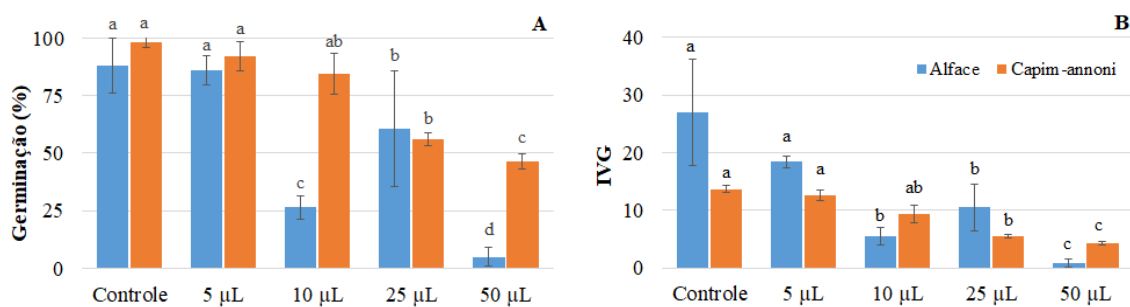 A
Germinação (%)
100
75
50
25
0
a a
a a
c ab
b b
d c
Controle 5 µL 10 µL 25 µL 50 µL
B
IVG
40
30
20
10
0
Alface Capim-annoni
a a
a a
b ab
b b
c c
Controle 5 µL 10 µL 25 µL 50 µL